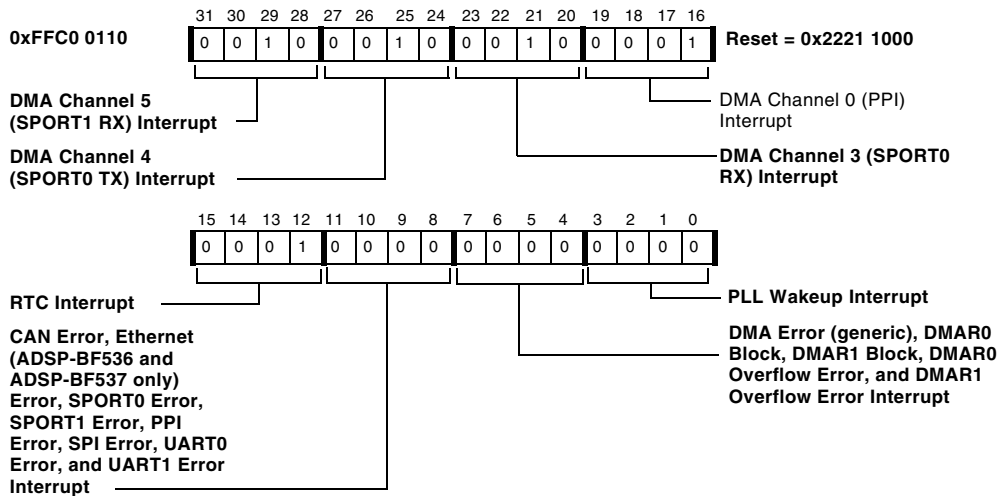 31 30 29 28 27 26 25 24 23 22 21 20 19 18 17 16
0xFFC0 0110
0 0 1 0 0 0 1 0 0 0 1 0 0 0 0 1
Reset = 0x2221 1000
DMA Channel 5
(SPORT1 RX) Interrupt
DMA Channel 0 (PPI)
Interrupt
DMA Channel 4
(SPORT0 TX) Interrupt
DMA Channel 3 (SPORT0
RX) Interrupt
15 14 13 12 11 10 9 8 7 6 5 4 3 2 1 0
0 0 0 1 0 0 0 0 0 0 0 0 0 0 0 0
RTC Interrupt
PLL Wakeup Interrupt
CAN Error, Ethernet
(ADSP-BF536 and
ADSP-BF537 only)
Error, SPORT0 Error,
SPORT1 Error, PPI
Error, SPI Error, UART0
Error, and UART1 Error
Interrupt
DMA Error (generic), DMAR0
Block, DMAR1 Block, DMAR0
Overflow Error, and DMAR1
Overflow Error Interrupt